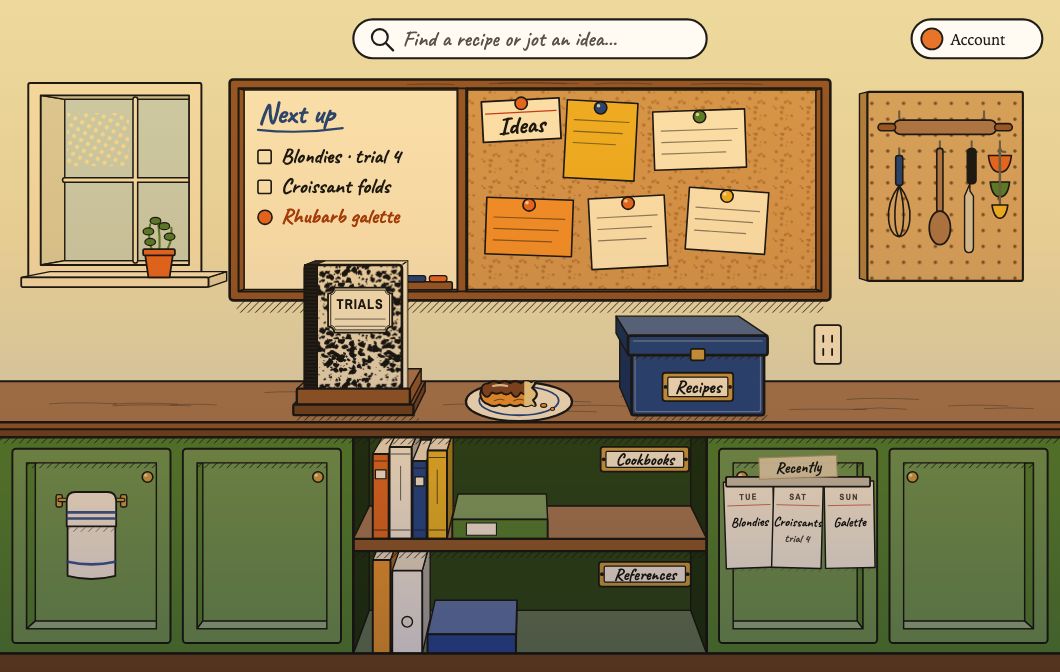 Find a recipe or jot an idea...
Account
Next up
Blondies · trial 4
Croissant folds
Rhubarb galette
Ideas
TRIALS
Recipes
Cookbooks
References
Recently
TUE
Blondies
SAT
Croissants
trial 4
SUN
Galette